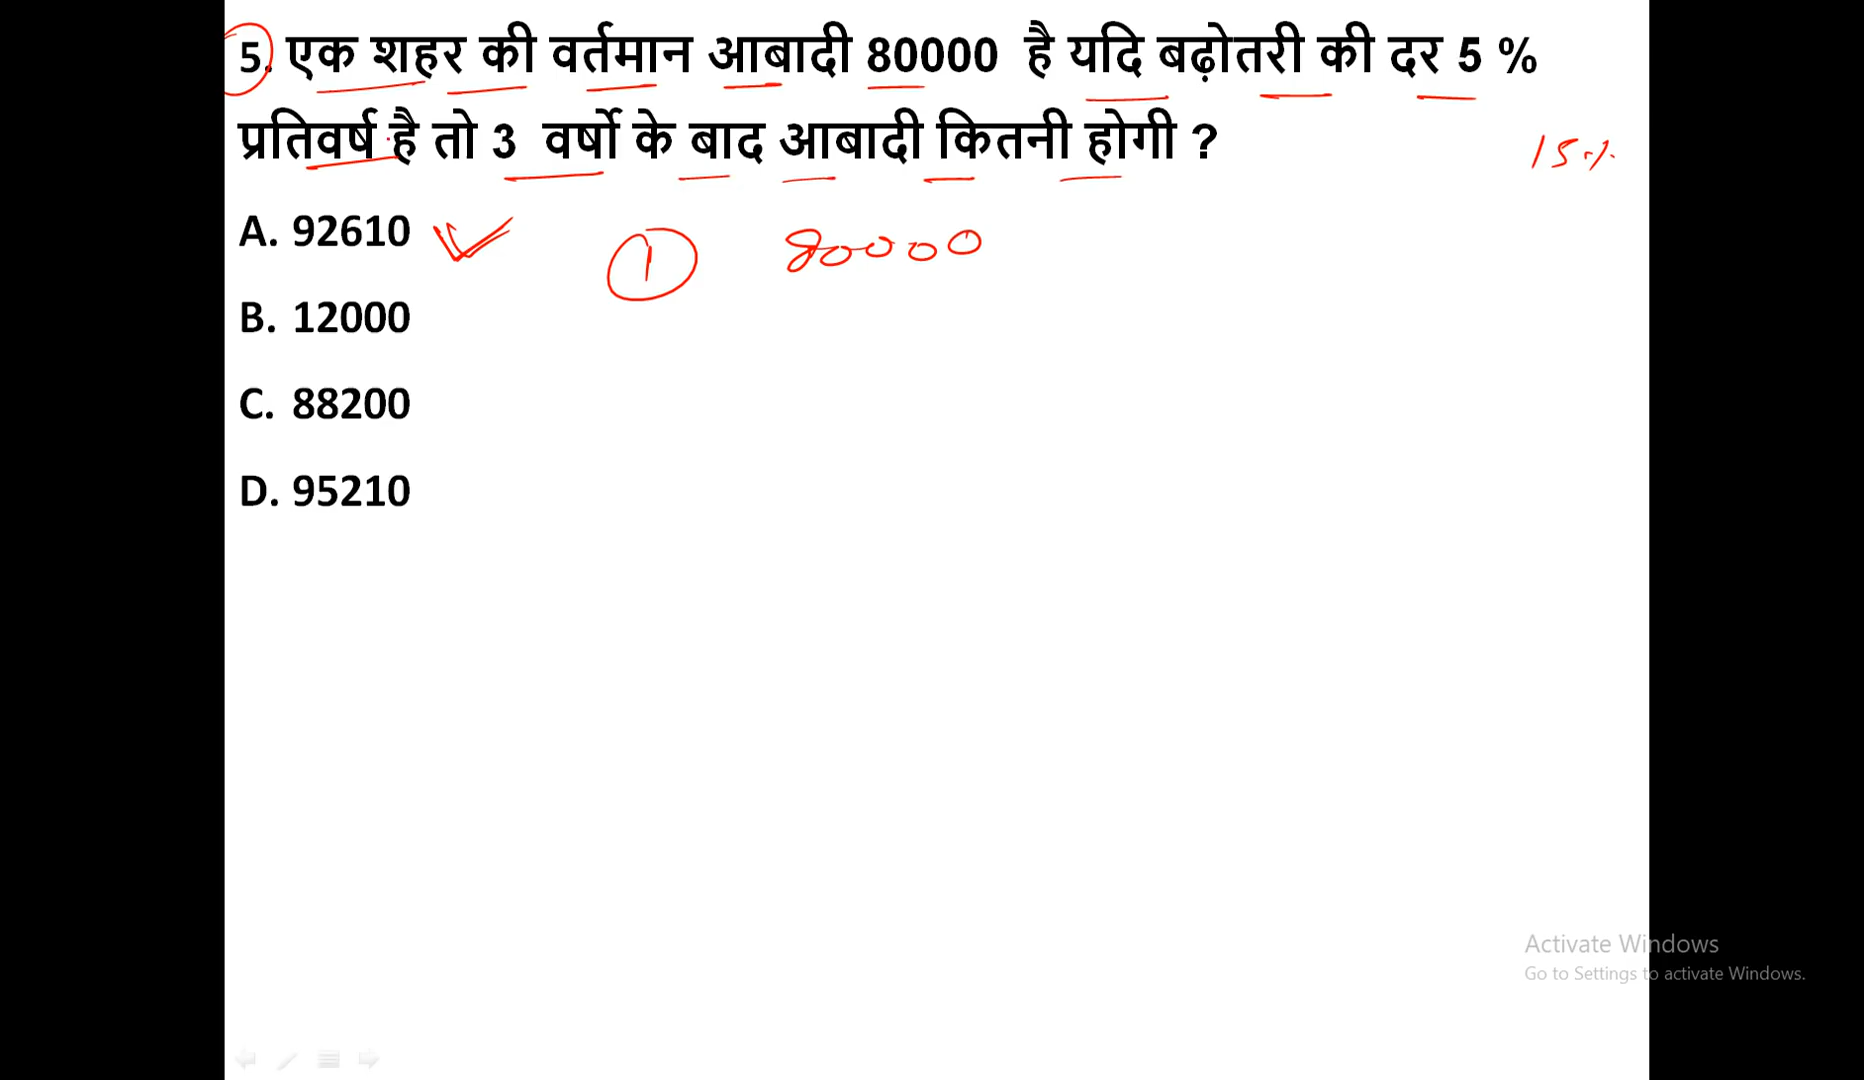 5. एक शहर की वर्तमान आबादी 80000 है यदि बढ़ोतरी की दर 5 %
प्रतिवर्ष है तो 3 वर्षो के बाद आबादी कितनी होगी ?
15%
A. 92610
① 80000
B. 12000
C. 88200
D. 95210
Activate Windows
Go to Settings to activate Windows.